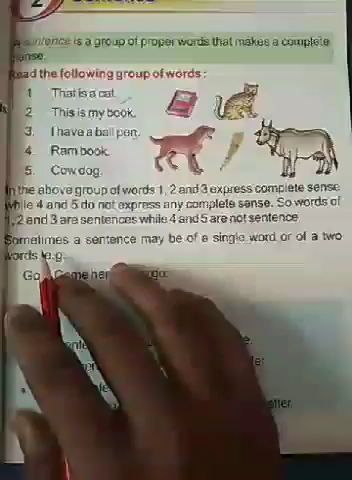 2 Sentence
A sentence is a group of proper words that makes a complete
sense.
Read the following group of words :
1 That is a cat.
2. This is my book.
3. I have a ball pen.
4. Ram book.
5. Cow dog.
In the above group of words 1, 2 and 3 express complete sense
while 4 and 5 do not express any complete sense. So words of
1, 2 and 3 are sentences while 4 and 5 are not sentence
Sometimes a sentence may be of a single word or of a two
words e.g.
Go Come go.